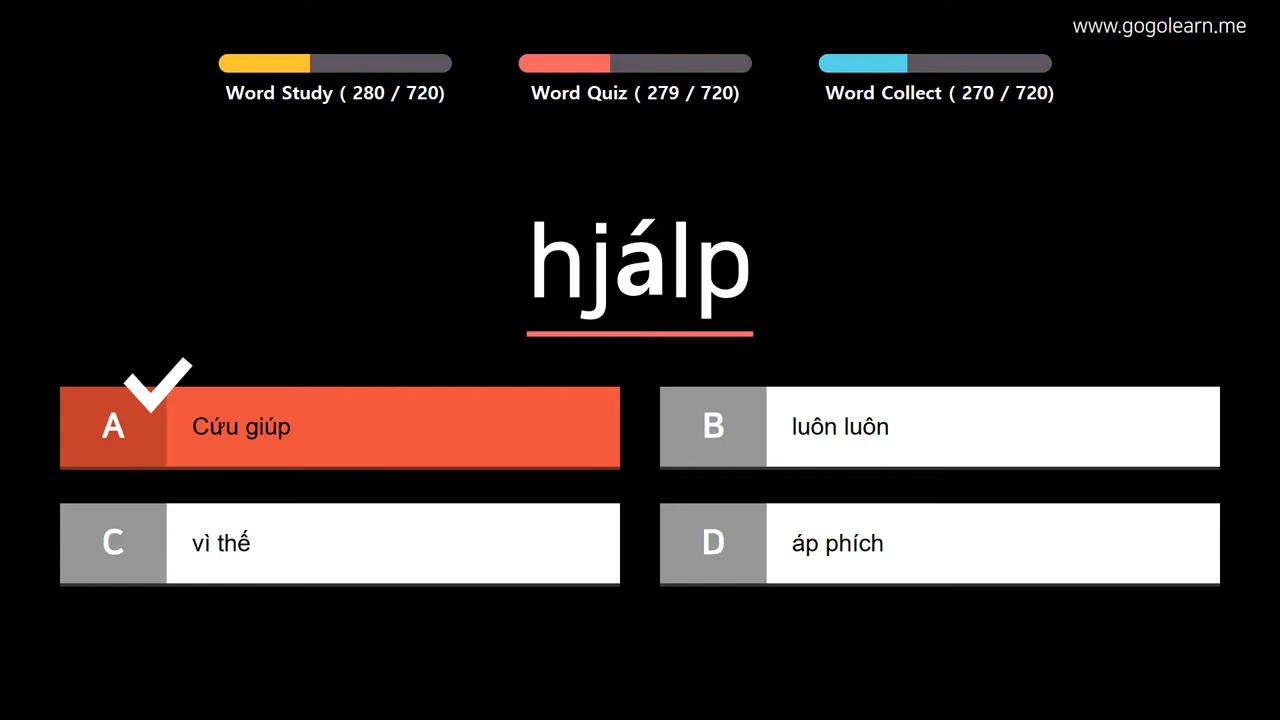 www.gogolearn.me
Word Study ( 280 / 720)
Word Quiz ( 279 / 720)
Word Collect ( 270 / 720)
hjálp
A
Cứu giúp
B
luôn luôn
C
vì thế
D
áp phích